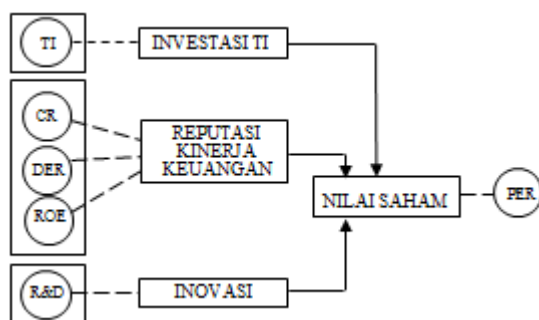 TI
INVESTASI TI
CR
DER
ROE
REPUTASI
KINERJA
KEUANGAN
NILAI SAHAM
PER
R&D
INOVASI